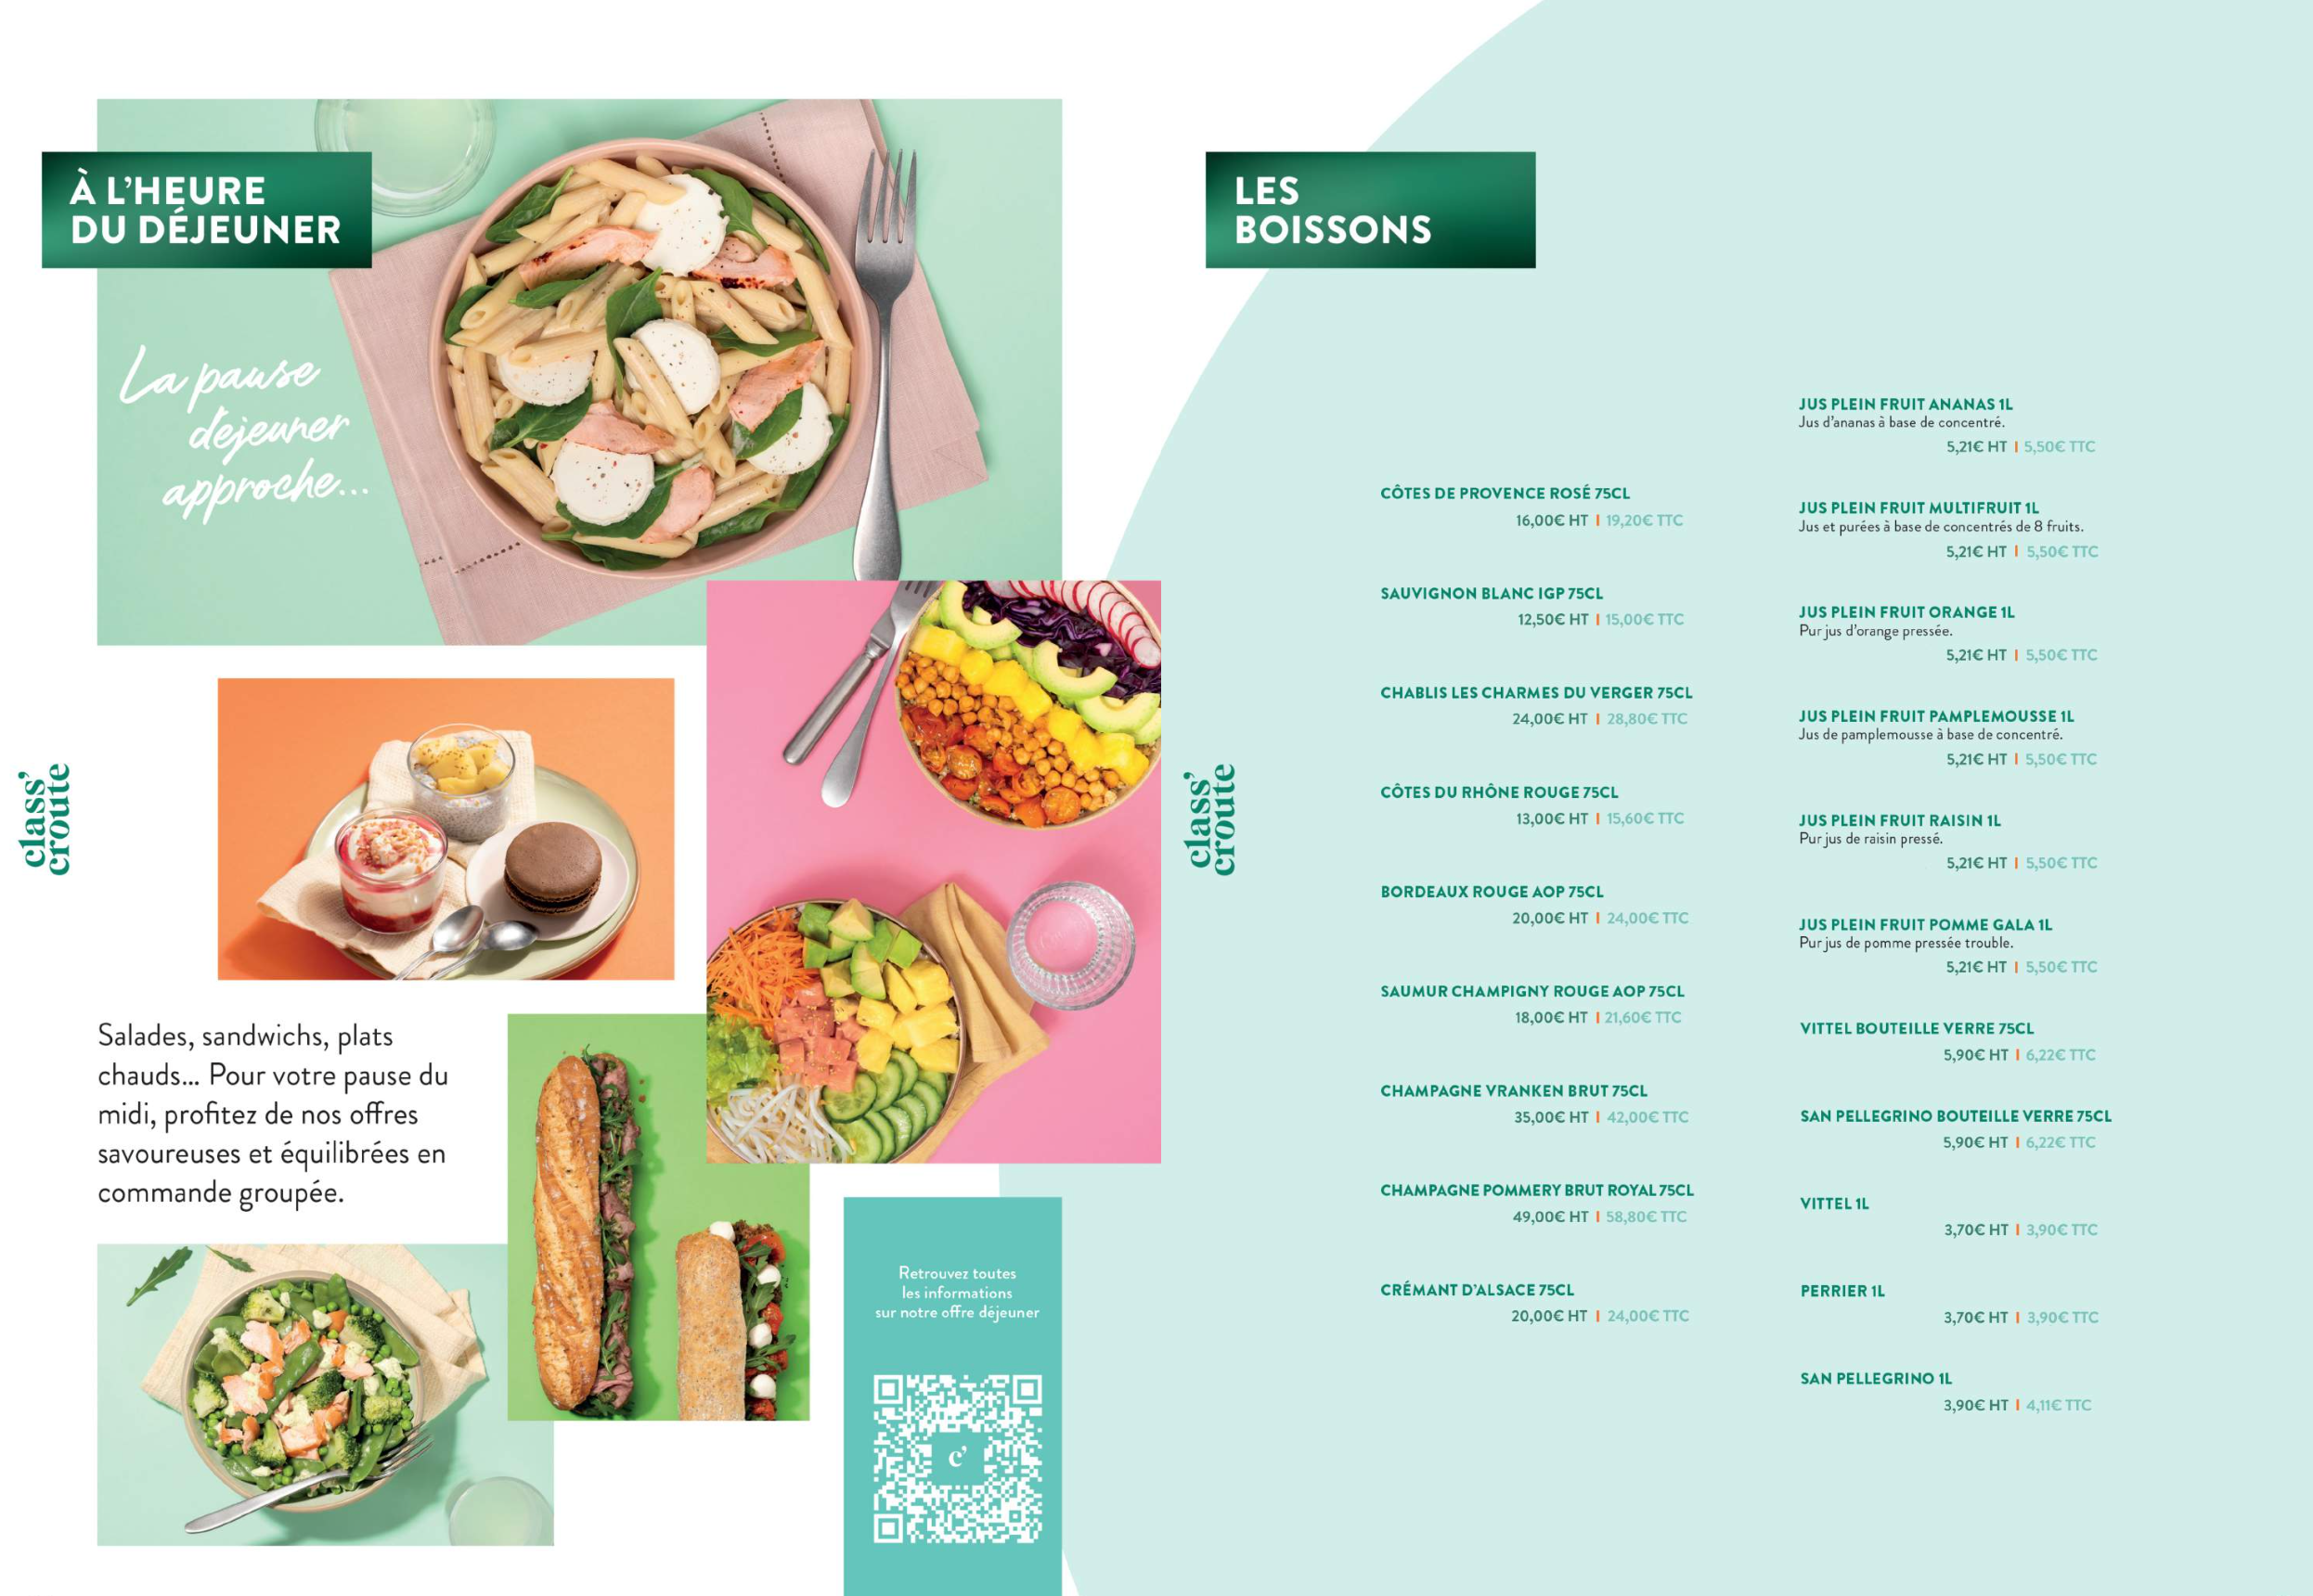 À L'HEURE
DU DÉJEUNER
La pause
déjeuner
approche...
class'
croute
Salades, sandwichs, plats
chauds... Pour votre pause du
midi, profitez de nos offres
savoureuses et équilibrées en
commande groupée.
Retrouvez toutes
les informations
sur notre offre déjeuner
c'
LES
BOISSONS
class'
croute
CÔTES DE PROVENCE ROSÉ 75CL
16,00€ HT | 19,20€ TTC
SAUVIGNON BLANC IGP 75CL
12,50€ HT | 15,00€ TTC
CHABLIS LES CHARMES DU VERGER 75CL
24,00€ HT | 28,80€ TTC
CÔTES DU RHÔNE ROUGE 75CL
13,00€ HT | 15,60€ TTC
BORDEAUX ROUGE AOP 75CL
20,00€ HT | 24,00€ TTC
SAUMUR CHAMPIGNY ROUGE AOP 75CL
18,00€ HT | 21,60€ TTC
CHAMPAGNE VRANKEN BRUT 75CL
35,00€ HT | 42,00€ TTC
CHAMPAGNE POMMERY BRUT ROYAL 75CL
49,00€ HT | 58,80€ TTC
CRÉMANT D'ALSACE 75CL
20,00€ HT | 24,00€ TTC
JUS PLEIN FRUIT ANANAS 1L
Jus d'ananas à base de concentré.
5,21€ HT | 5,50€ TTC
JUS PLEIN FRUIT MULTIFRUIT 1L
Jus et purées à base de concentrés de 8 fruits.
5,21€ HT | 5,50€ TTC
JUS PLEIN FRUIT ORANGE 1L
Pur jus d'orange pressée.
5,21€ HT | 5,50€ TTC
JUS PLEIN FRUIT PAMPLEMOUSSE 1L
Jus de pamplemousse à base de concentré.
5,21€ HT | 5,50€ TTC
JUS PLEIN FRUIT RAISIN 1L
Pur jus de raisin pressé.
5,21€ HT | 5,50€ TTC
JUS PLEIN FRUIT POMME GALA 1L
Pur jus de pomme pressée trouble.
5,21€ HT | 5,50€ TTC
VITTEL BOUTEILLE VERRE 75CL
5,90€ HT | 6,22€ TTC
SAN PELLEGRINO BOUTEILLE VERRE 75CL
5,90€ HT | 6,22€ TTC
VITTEL 1L
3,70€ HT | 3,90€ TTC
PERRIER 1L
3,70€ HT | 3,90€ TTC
SAN PELLEGRINO 1L
3,90€ HT | 4,11€ TTC